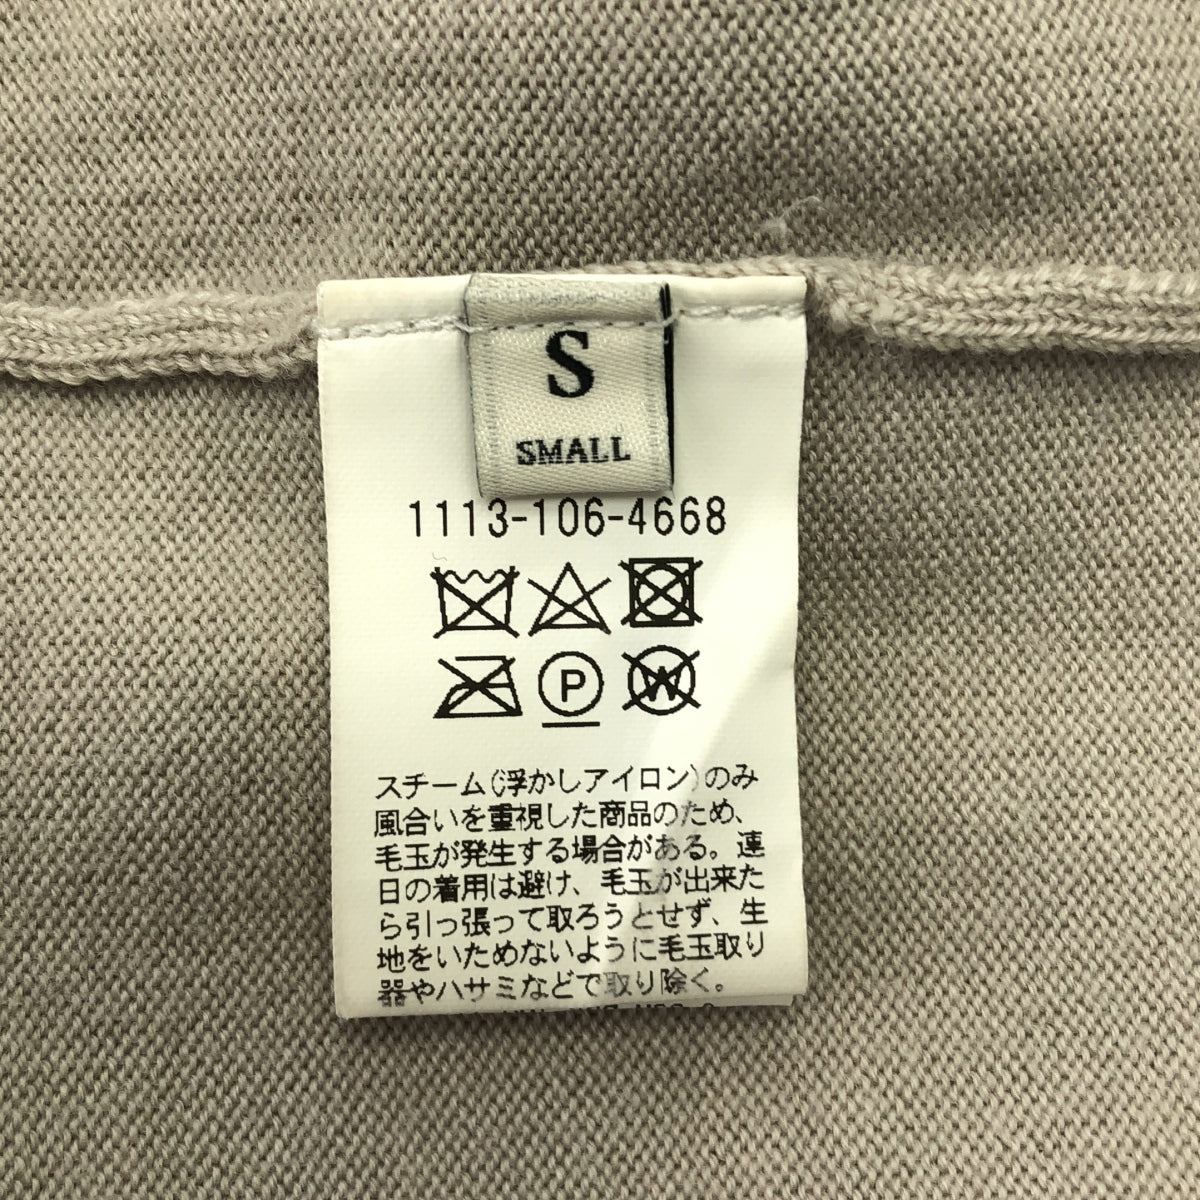 S
SMALL
1113-106-4668
P
W
スチーム(浮かしアイロン)のみ
風合いを重視した商品のため、
毛玉が発生する場合がある。連
日の着用は避け、毛玉が出来た
ら引っ張って取ろうとせず、生
地をいためないように毛玉取り
器やハサミなどで取り除く。